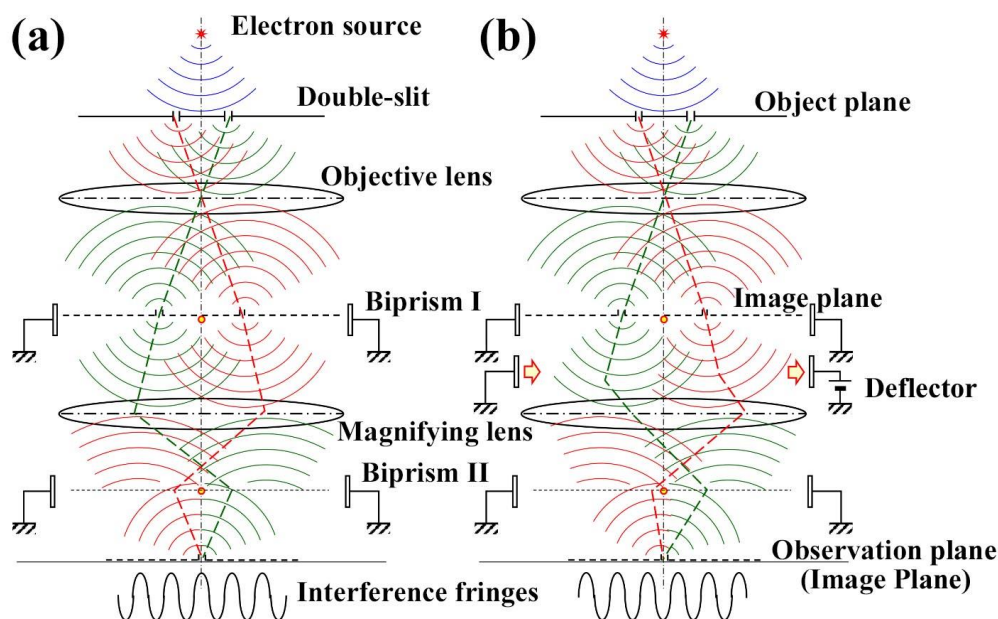 (a)
Electron source
Double-slit
Objective lens
Biprism I
Magnifying lens
Biprism II
Interference fringes
(b)
Object plane
Image plane
Deflector
Observation plane
(Image Plane)